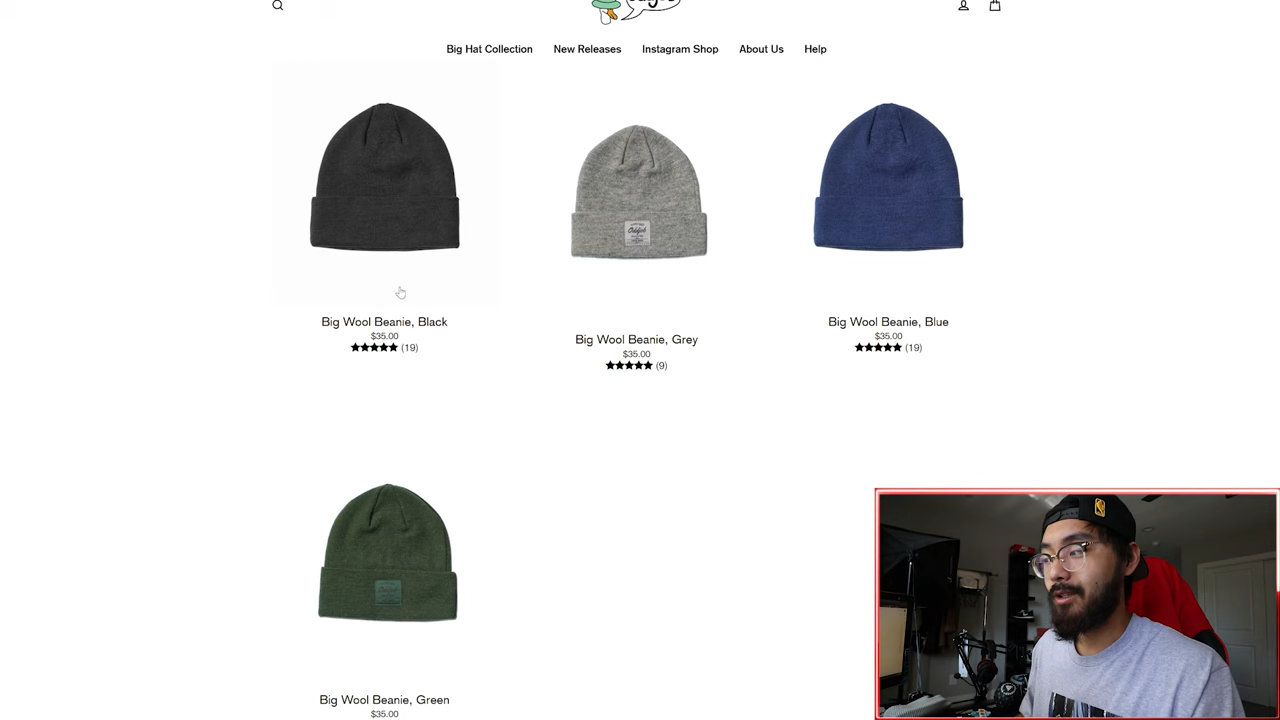 Big Hat Collection
New Releases
Instagram Shop
About Us
Help
Big Wool Beanie, Black
$35.00
(19)
Big Wool Beanie, Grey
$35.00
(9)
Big Wool Beanie, Blue
$35.00
(19)
Big Wool Beanie, Green
$35.00